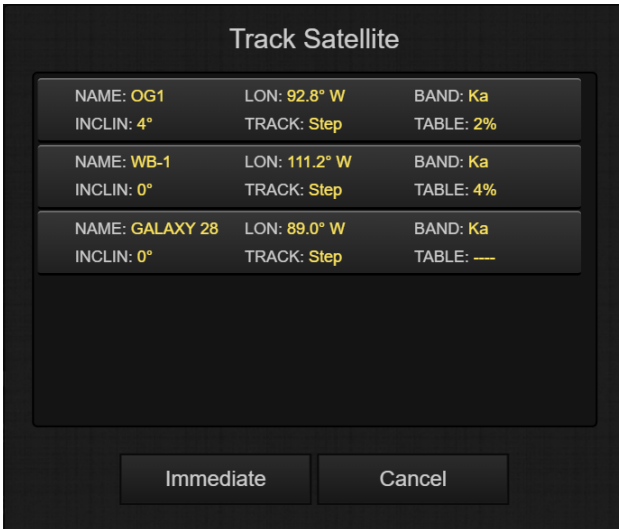 Track Satellite
NAME: OG1 LON: 92.8° W BAND: Ka
INCLIN: 4° TRACK: Step TABLE: 2%
NAME: WB-1 LON: 111.2° W BAND: Ka
INCLIN: 0° TRACK: Step TABLE: 4%
NAME: GALAXY 28 LON: 89.0° W BAND: Ka
INCLIN: 0° TRACK: Step TABLE: ----
Immediate Cancel